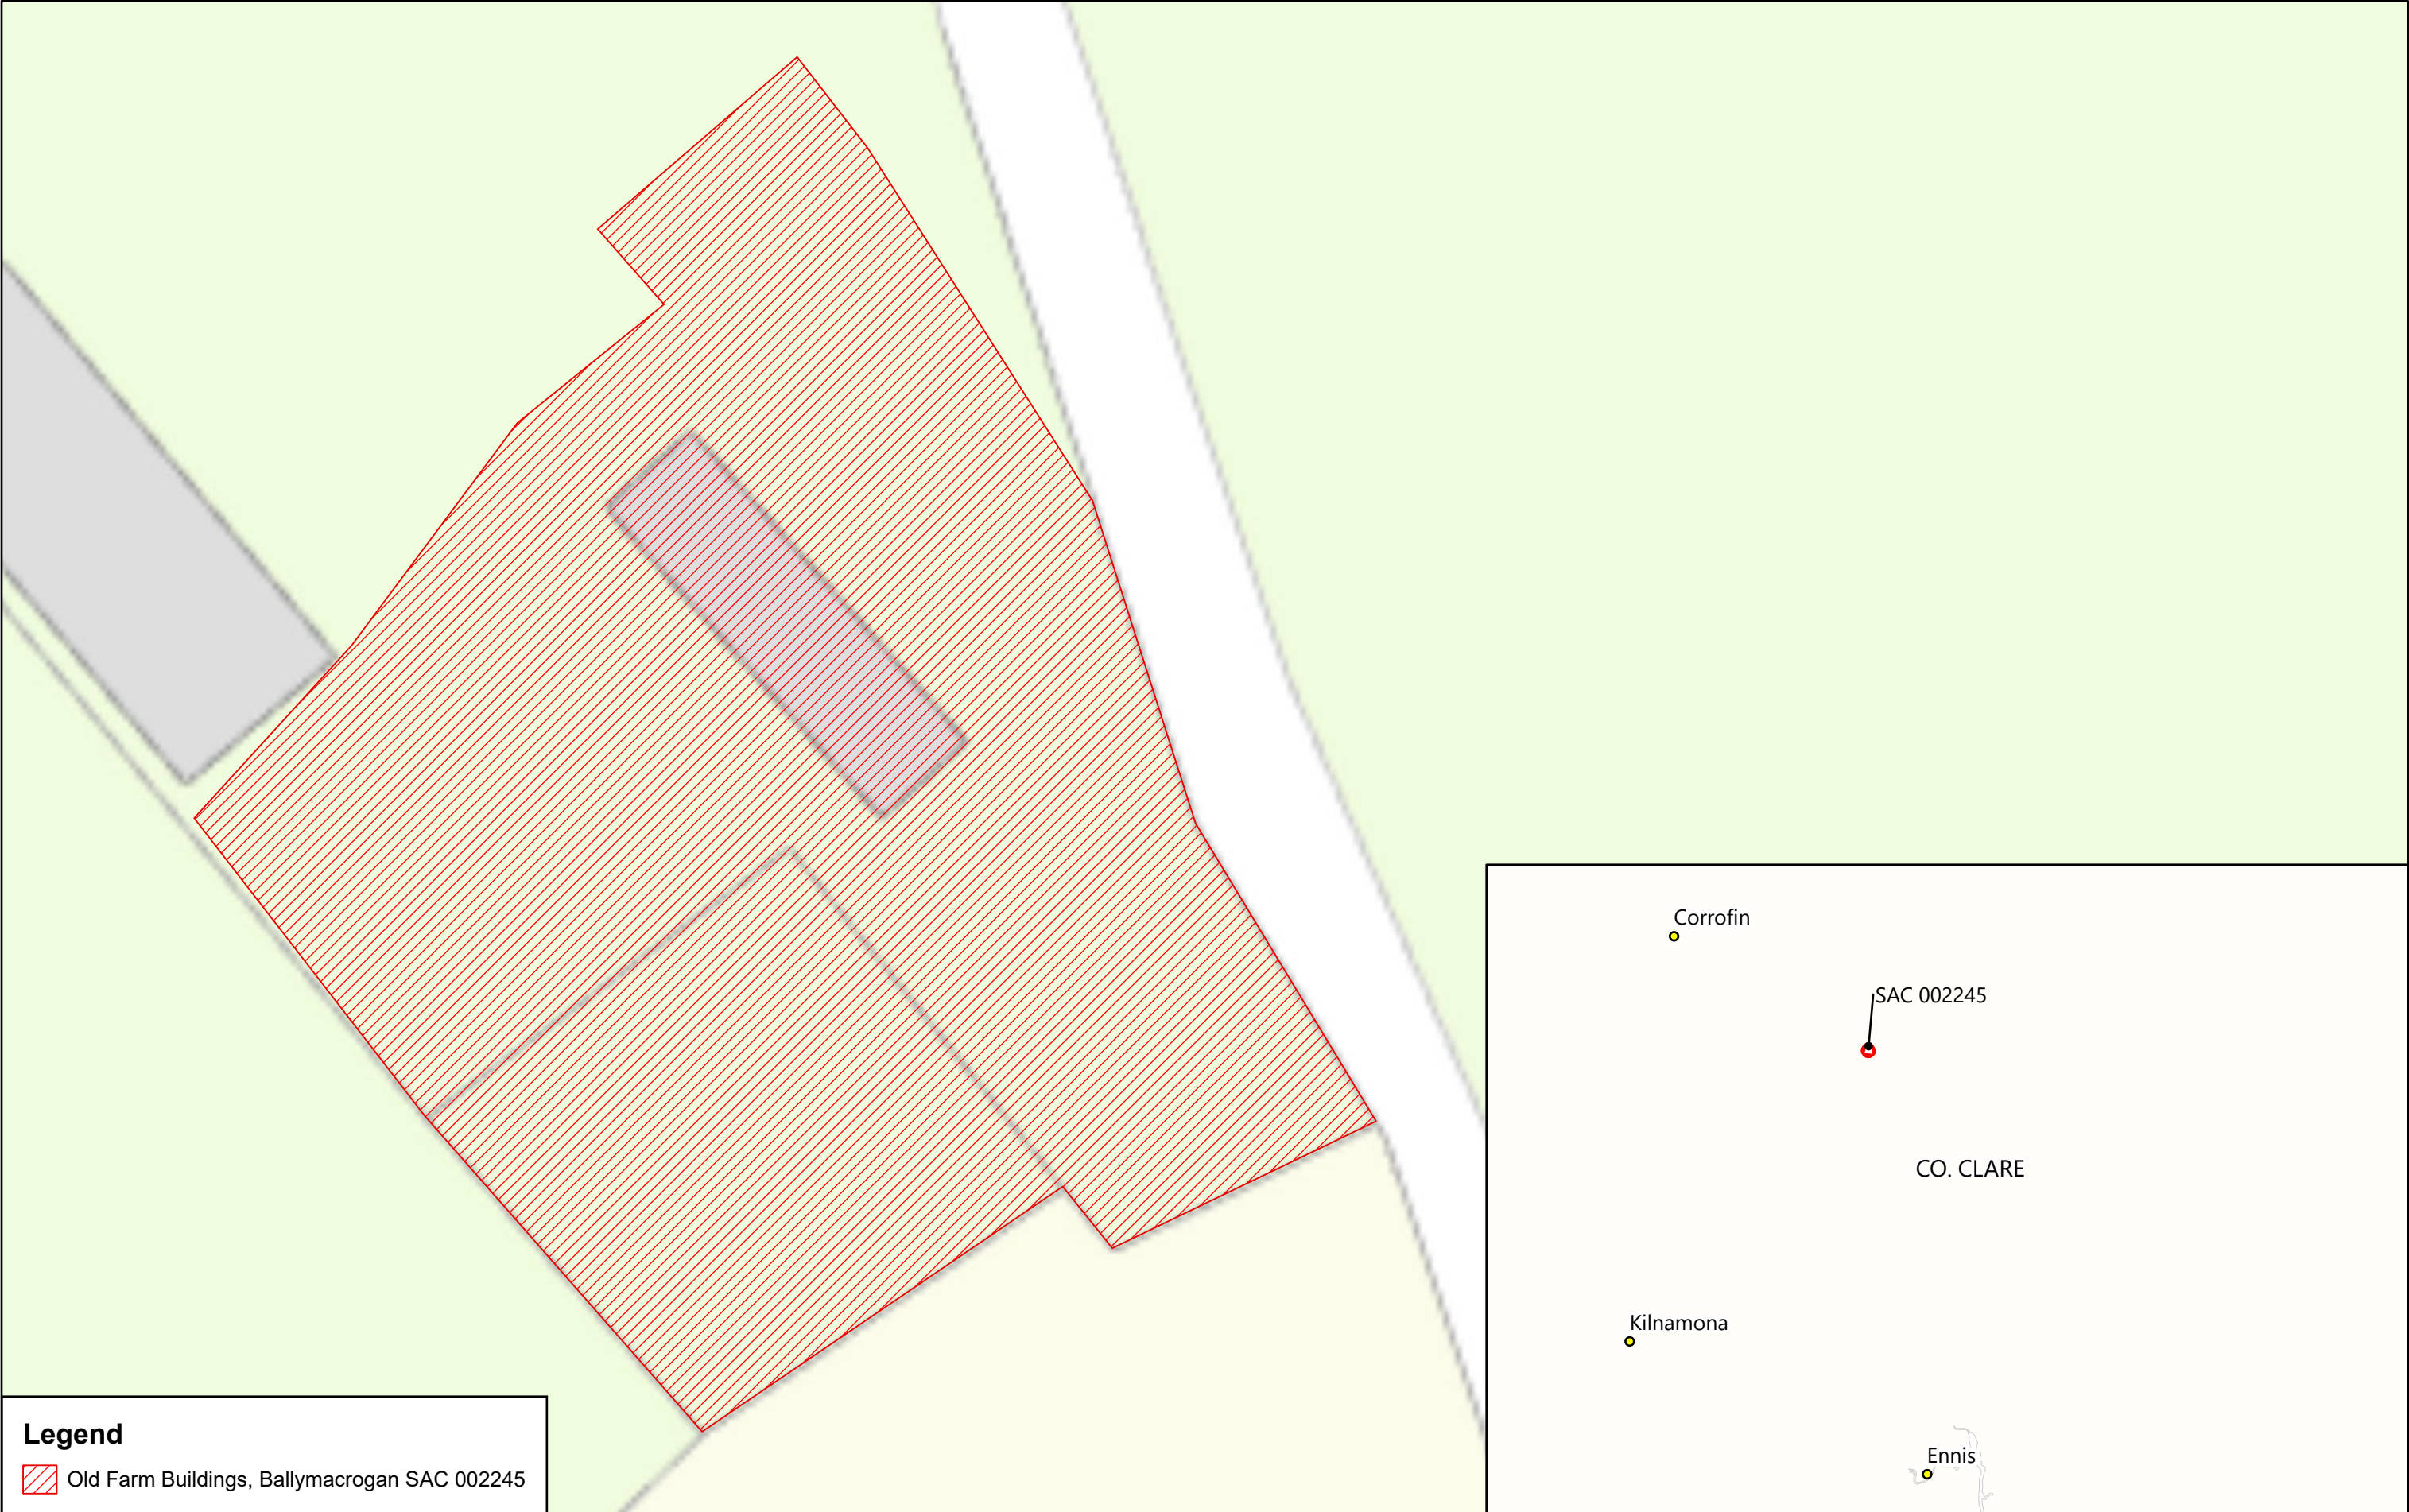 Corrofin
SAC 002245
CO. CLARE
Kilnamona
Ennis
Legend
Old Farm Buildings, Ballymacrogan SAC 002245